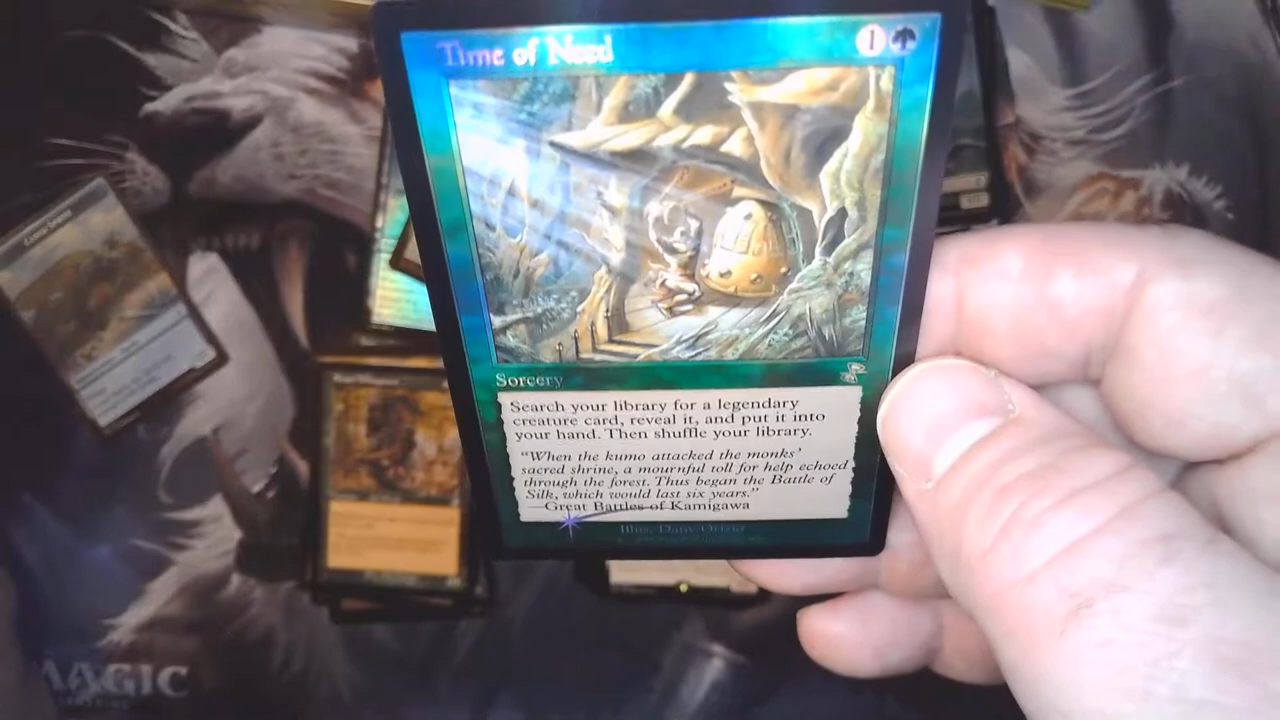 Time of Need
1
Sorcery
Search your library for a legendary
creature card, reveal it, and put it into
your hand. Then shuffle your library.
"When the kumo attacked the monks'
sacred shrine, a mournful toll for help echoed
through the forest. Thus began the Battle of
Silk, which would last six years."
—Great Battles of Kamigawa
Illus.
MAGIC